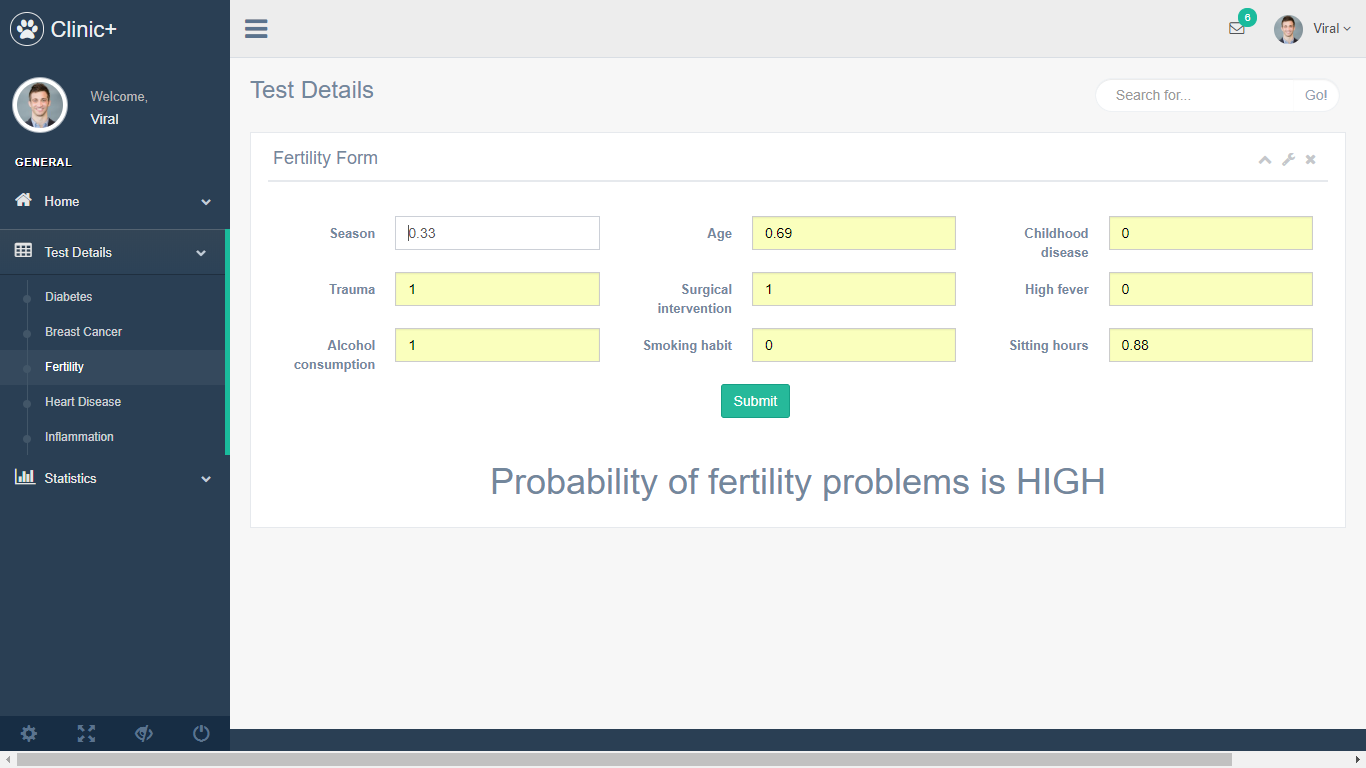 Clinic+
6
Viral
Welcome,
Viral
GENERAL
Home
Test Details
Diabetes
Breast Cancer
Fertility
Heart Disease
Inflammation
Statistics
Test Details
Search for...
Go!
Fertility Form
Season
0.33
Age
0.69
Childhood
disease
0
Trauma
1
Surgical
intervention
1
High fever
0
Alcohol
consumption
1
Smoking habit
0
Sitting hours
0.88
Submit
Probability of fertility problems is HIGH